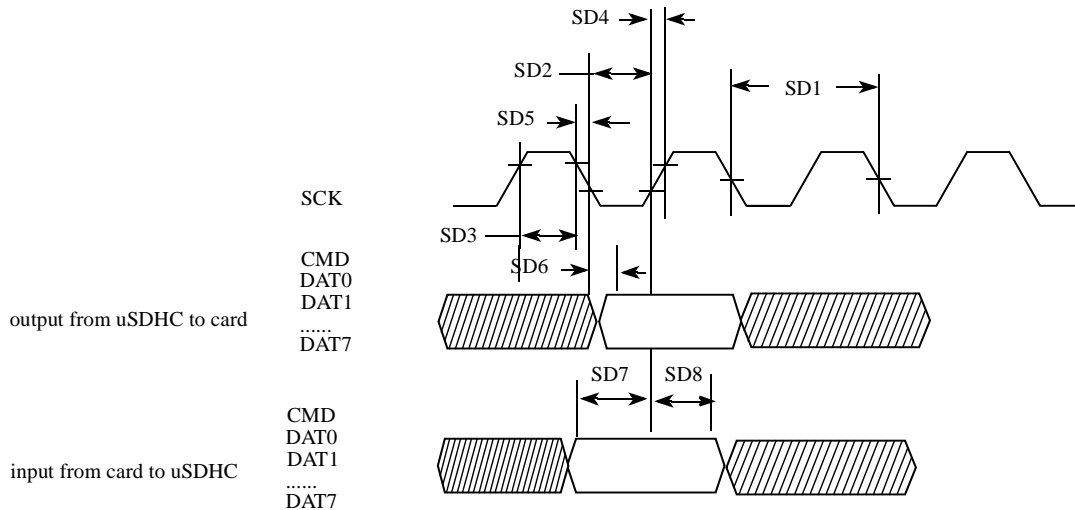 SD4
SD2
SD1
SD5
SCK
SD3
CMD
SD6
DAT0
DAT1
output from uSDHC to card
......
DAT7
SD7
SD8
CMD
DAT0
DAT1
input from card to uSDHC
......
DAT7